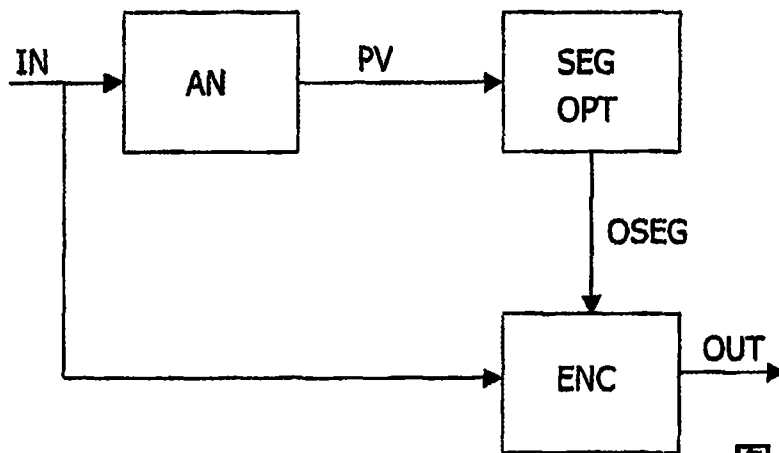 IN
AN
PV
SEG
OPT
OSEG
ENC
OUT